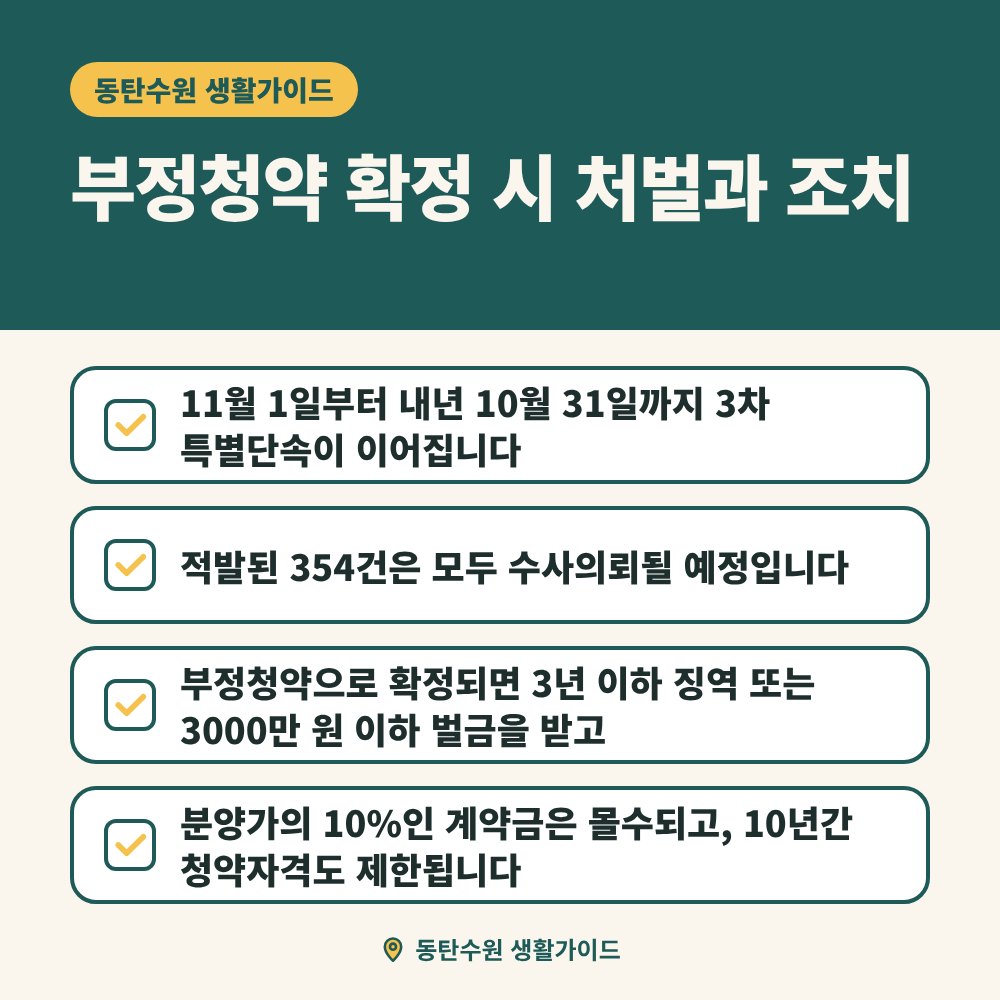 동탄수원 생활가이드
부정청약 확정 시 처벌과 조치
11월 1일부터 내년 10월 31일까지 3차
특별단속이 이어집니다
적발된 354건은 모두 수사의뢰될 예정입니다
부정청약으로 확정되면 3년 이하 징역 또는
3000만 원 이하 벌금을 받고
분양가의 10%인 계약금은 몰수되고, 10년간
청약자격도 제한됩니다
동탄수원 생활가이드